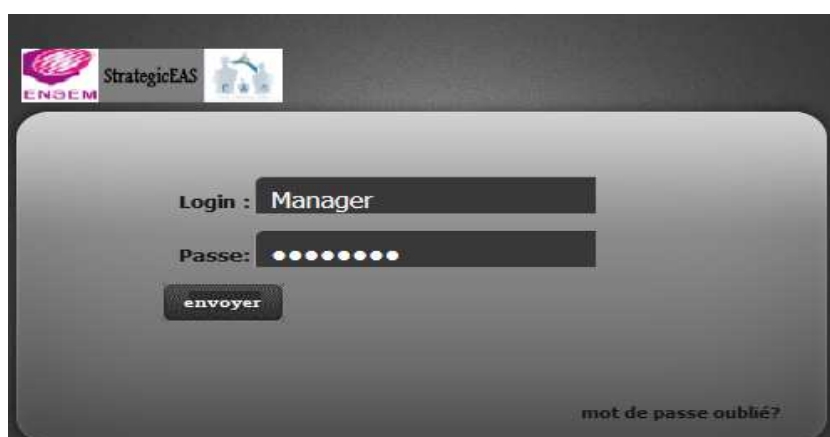 StrategicEAS
ENSEM
E A S
Login : Manager
Passe: ●●●●●●●●
envoyer
mot de passe oublié?